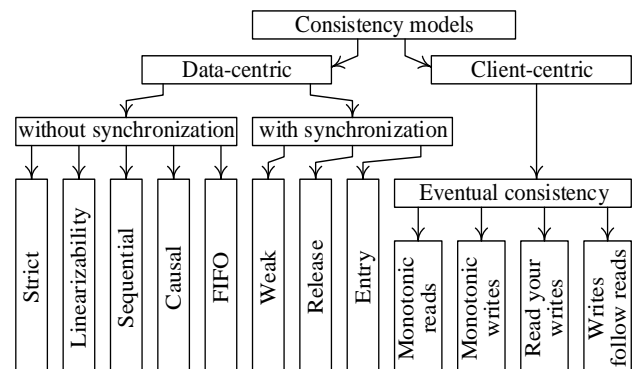 Consistency models
Data-centric
Client-centric
without synchronization
with synchronization
Eventual consistency
Strict
Linearizability
Sequential
Causal
FIFO
Weak
Release
Entry
Monotonic
reads
Monotonic
writes
Read your
writes
Writes
follow reads